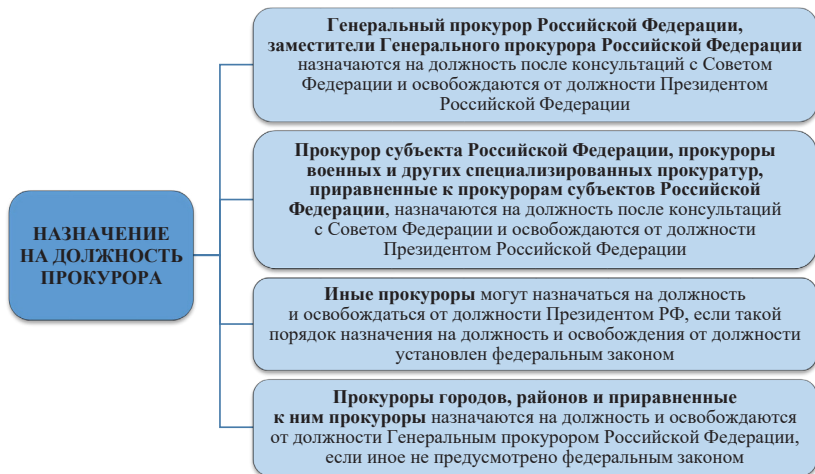 НАЗНАЧЕНИЕ
НА ДОЛЖНОСТЬ
ПРОКУРОРА
Генеральный прокурор Российской Федерации,
заместители Генерального прокурора Российской Федерации
назначаются на должность после консультаций с Советом
Федерации и освобождаются от должности Президентом
Российской Федерации
Прокурор субъекта Российской Федерации, прокуроры
военных и других специализированных прокуратур,
приравненные к прокурорам субъектов Российской
Федерации, назначаются на должность после консультаций
с Советом Федерации и освобождаются от должности
Президентом Российской Федерации
Иные прокуроры могут назначаться на должность
и освобождаться от должности Президентом РФ, если такой
порядок назначения на должность и освобождения от должности
установлен федеральным законом
Прокуроры городов, районов и приравненные
к ним прокуроры назначаются на должность и освобождаются
от должности Генеральным прокурором Российской Федерации,
если иное не предусмотрено федеральным законом